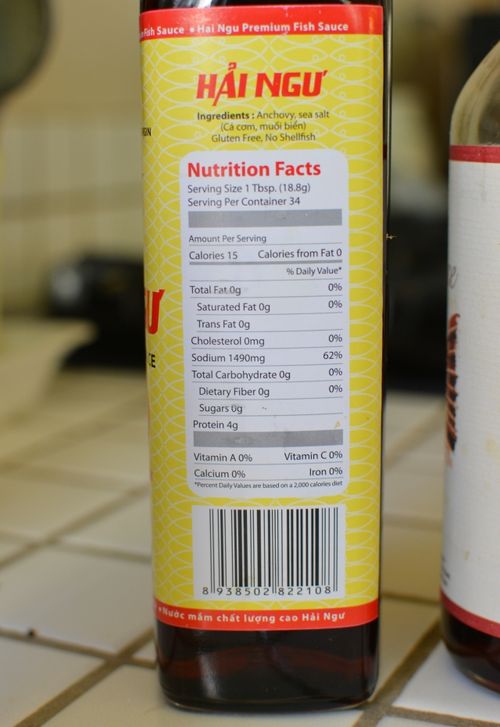 Fish Sauce • Hai Ngu Premium Fish Sauce
HẢI NGƯ
Ingredients : Anchovy, sea salt
(Cá cơm, muối biển)
Gluten Free, No Shellfish
Nutrition Facts
Serving Size 1 Tbsp. (18.8g)
Serving Per Container 34
Amount Per Serving
Calories 15 Calories from Fat 0
% Daily Value*
Total Fat 0g 0%
Saturated Fat 0g 0%
Trans Fat 0g
Cholesterol 0mg 0%
Sodium 1490mg 62%
Total Carbohydrate 0g 0%
Dietary Fiber 0g 0%
Sugars 0g
Protein 4g
Vitamin A 0% Vitamin C 0%
Calcium 0% Iron 0%
*Percent Daily Values are based on a 2,000 calories diet
8 938502 822108
• Nước mắm chất lượng cao Hải Ngư